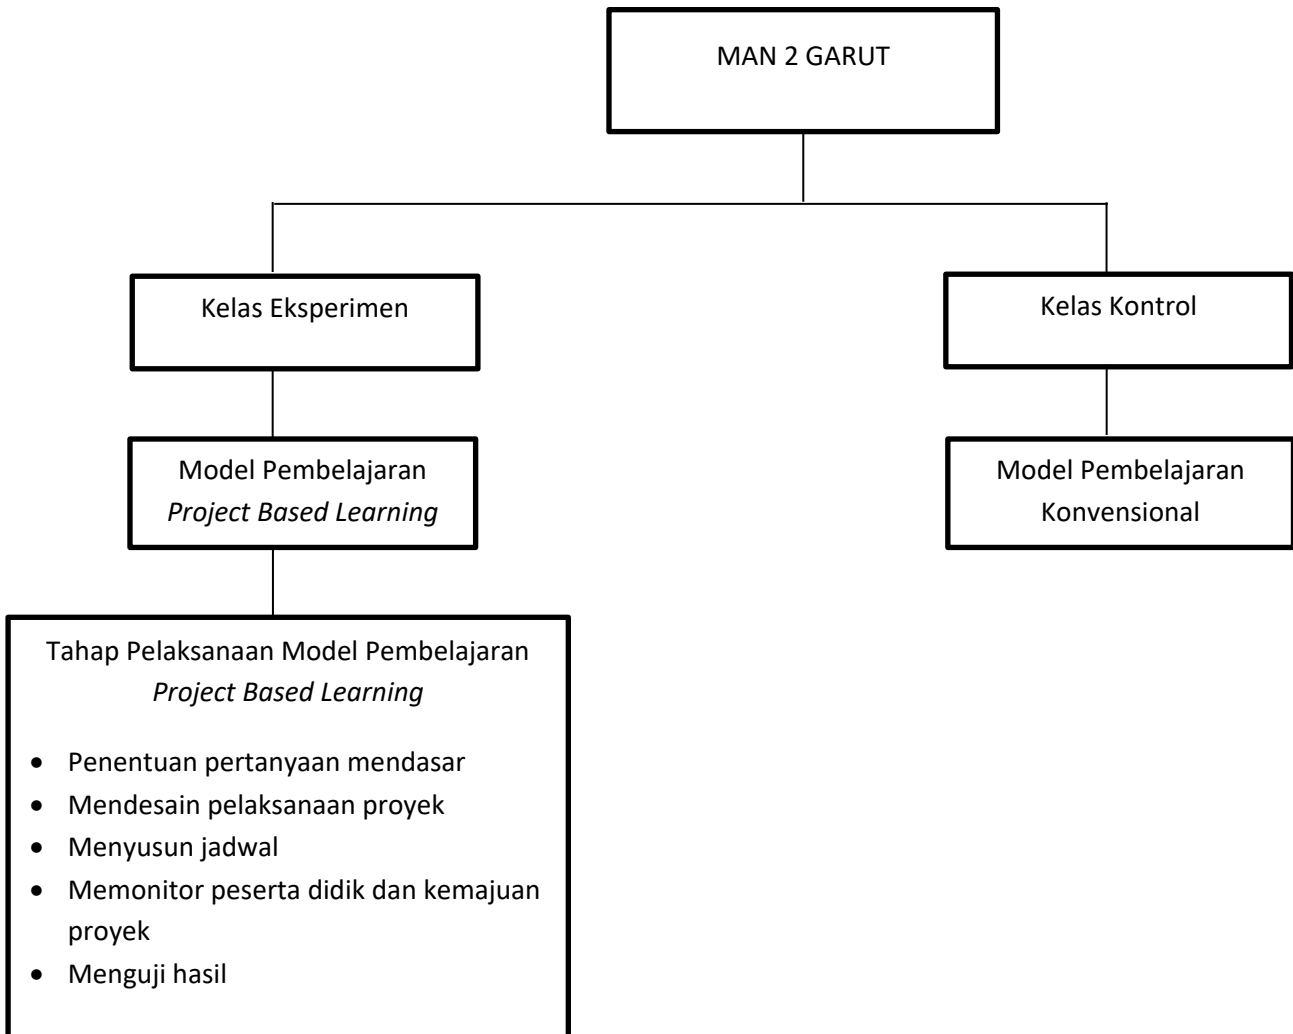 MAN 2 GARUT
Kelas Eksperimen
Kelas Kontrol
Model Pembelajaran
Project Based Learning
Model Pembelajaran
Konvensional
Tahap Pelaksanaan Model Pembelajaran
Project Based Learning
• Penentuan pertanyaan mendasar
• Mendesain pelaksanaan proyek
• Menyusun jadwal
• Memonitor peserta didik dan kemajuan
proyek
• Menguji hasil